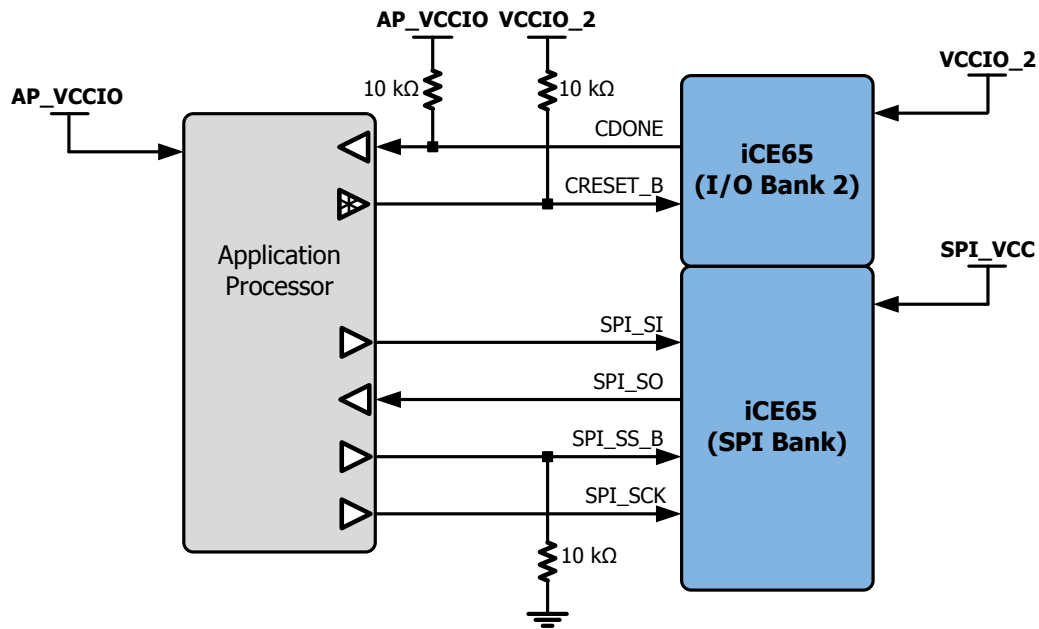 AP_VCCIO VCCIO_2
VCCIO_2
10 kΩ
10 kΩ
AP_VCCIO
CDONE
iCE65
(I/O Bank 2)
CRESET_B
Application
Processor
SPI_VCC
SPI_SI
SPI_SO
iCE65
(SPI Bank)
SPI_SS_B
SPI_SCK
10 kΩ